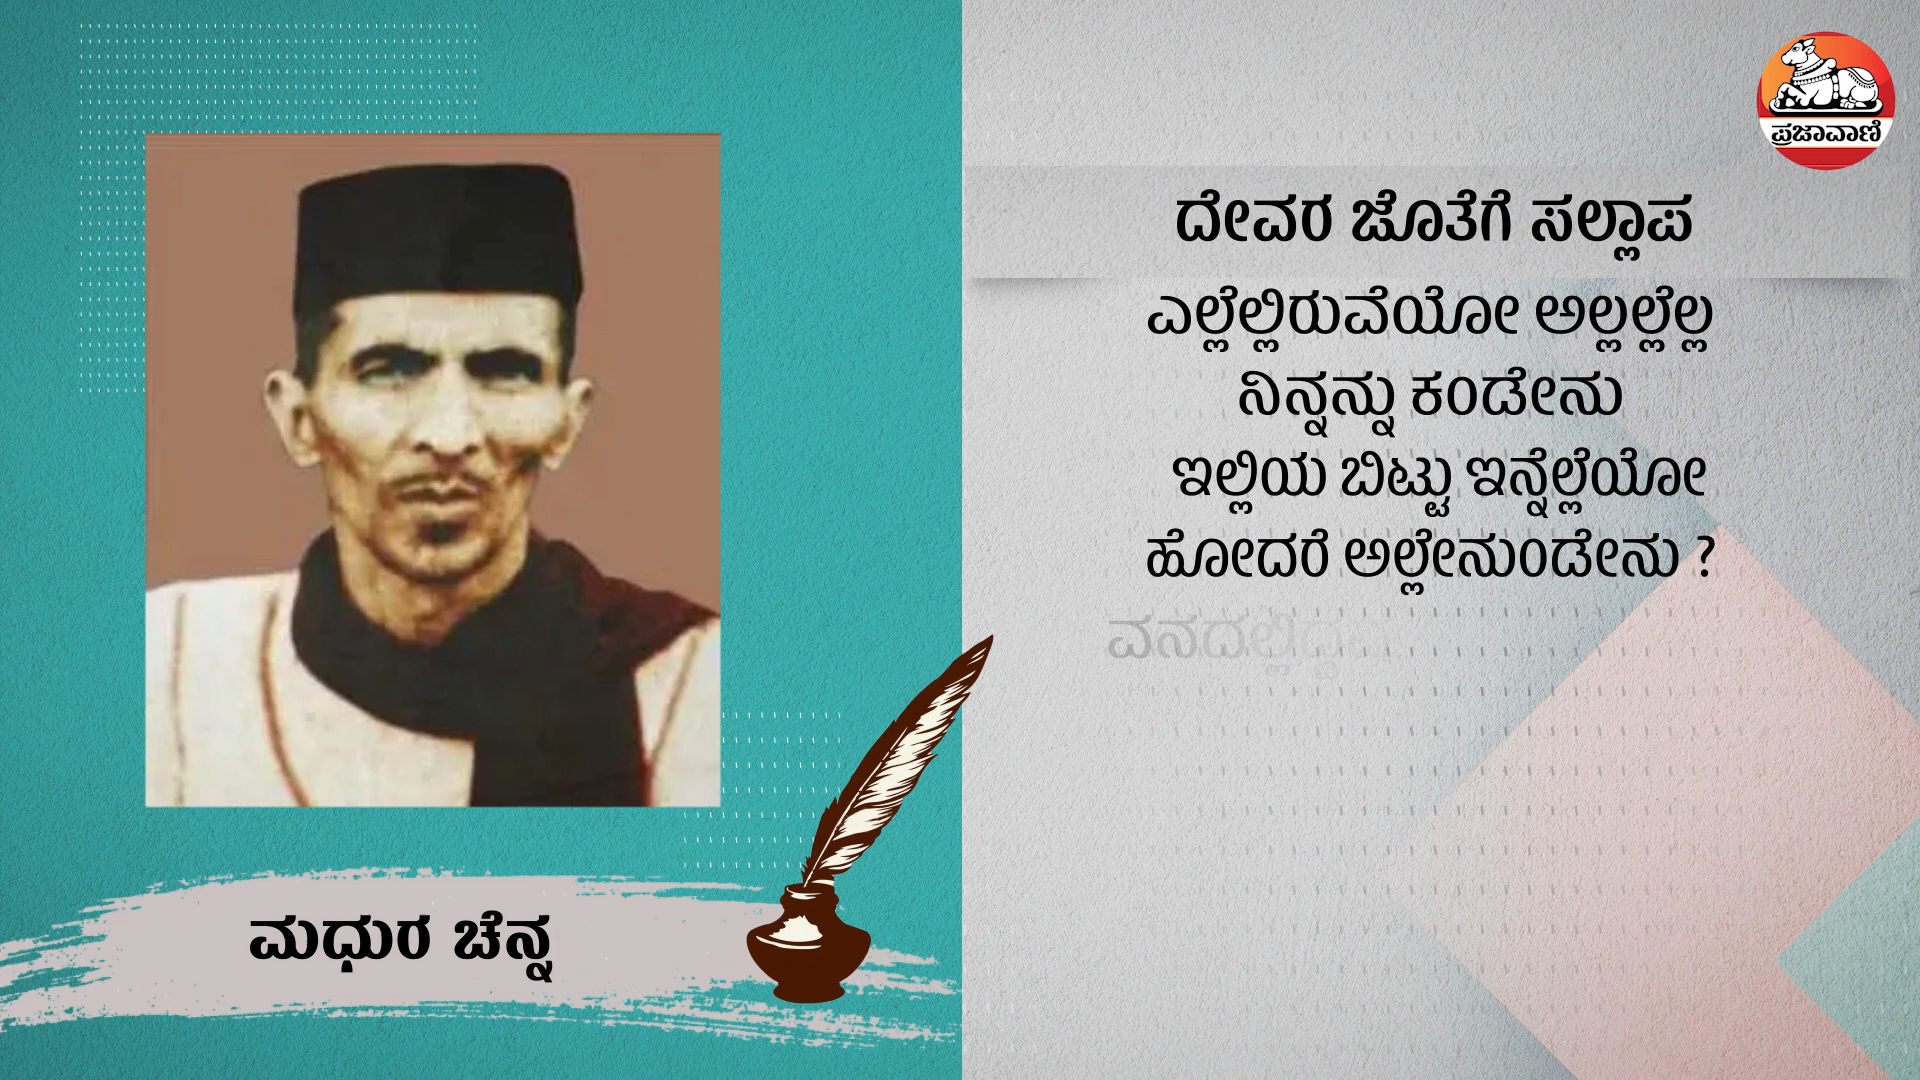 ಪ್ರಜಾವಾಣಿ
ದೇವರ ಜೊತೆಗೆ ಸಲ್ಲಾಪ
ಎಲ್ಲೆಲ್ಲಿರುವೆಯೋ ಅಲ್ಲಲ್ಲೆಲ್ಲ
ನಿನ್ನನ್ನು ಕಂಡೇನು
ಇಲ್ಲಿಯ ಬಿಟ್ಟು ಇನ್ನೆಲ್ಲೆಯೋ
ಹೋದರೆ ಅಲ್ಲೇನುಂಡೇನು ?
ಮಧುರ ಚೆನ್ನ